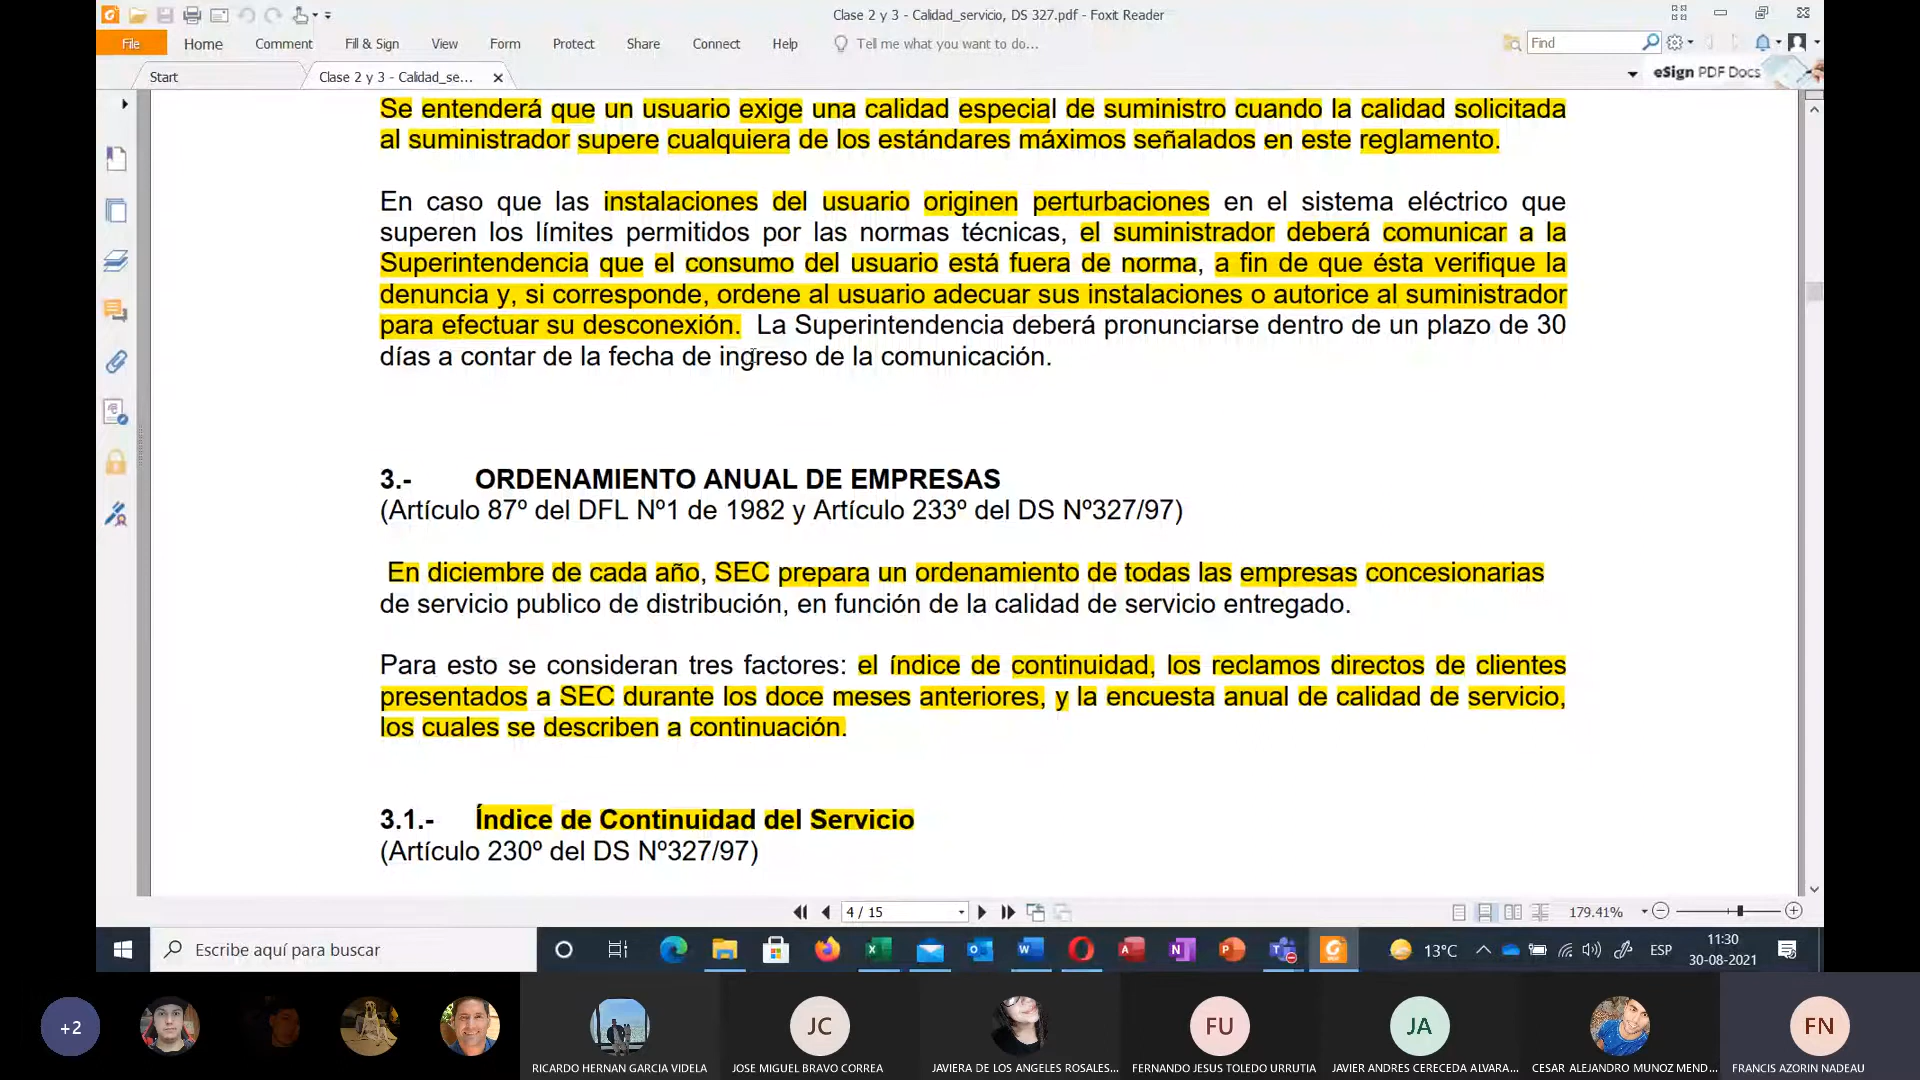 Clase 2 y 3 - Calidad_servicio, DS 327.pdf - Foxit Reader
File Home Comment Fill & Sign View Form Protect Share Connect Help Tell me what you want to do... Find
Start Clase 2 y 3 - Calidad_se... eSign PDF Docs
Se entenderá que un usuario exige una calidad especial de suministro cuando la calidad solicitada
al suministrador supere cualquiera de los estándares máximos señalados en este reglamento.
En caso que las instalaciones del usuario originen perturbaciones en el sistema eléctrico que
superen los límites permitidos por las normas técnicas, el suministrador deberá comunicar a la
Superintendencia que el consumo del usuario está fuera de norma, a fin de que ésta verifique la
denuncia y, si corresponde, ordene al usuario adecuar sus instalaciones o autorice al suministrador
para efectuar su desconexión. La Superintendencia deberá pronunciarse dentro de un plazo de 30
días a contar de la fecha de ingreso de la comunicación.
3.- ORDENAMIENTO ANUAL DE EMPRESAS
(Artículo 87º del DFL Nº1 de 1982 y Artículo 233º del DS Nº327/97)
En diciembre de cada año, SEC prepara un ordenamiento de todas las empresas concesionarias
de servicio publico de distribución, en función de la calidad de servicio entregado.
Para esto se consideran tres factores: el índice de continuidad, los reclamos directos de clientes
presentados a SEC durante los doce meses anteriores, y la encuesta anual de calidad de servicio,
los cuales se describen a continuación.
3.1.- Índice de Continuidad del Servicio
(Artículo 230º del DS Nº327/97)
4 / 15 179.41%
Escribe aquí para buscar 13°C ESP 11:30
30-08-2021
+2 JC FU JA FN
RICARDO HERNAN GARCIA VIDELA JOSE MIGUEL BRAVO CORREA JAVIERA DE LOS ANGELES ROSALES... FERNANDO JESUS TOLEDO URRUTIA JAVIER ANDRES CERECEDA ALVARA... CESAR ALEJANDRO MUNOZ MEND... FRANCIS AZORIN NADEAU